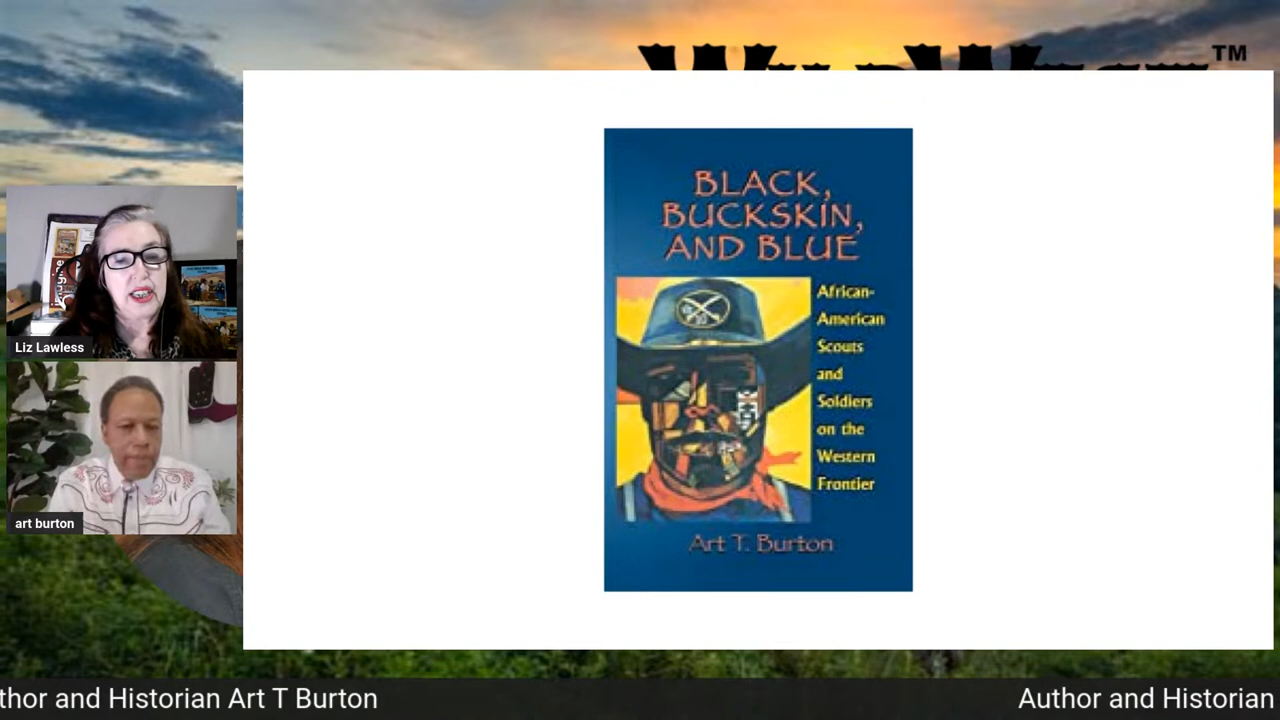 TM
BLACK,
BUCKSKIN,
AND BLUE
African-
American
Scouts
and
Soldiers
on the
Western
Frontier
Art T. Burton
Liz Lawless
art burton
thor and Historian Art T Burton
Author and Historian